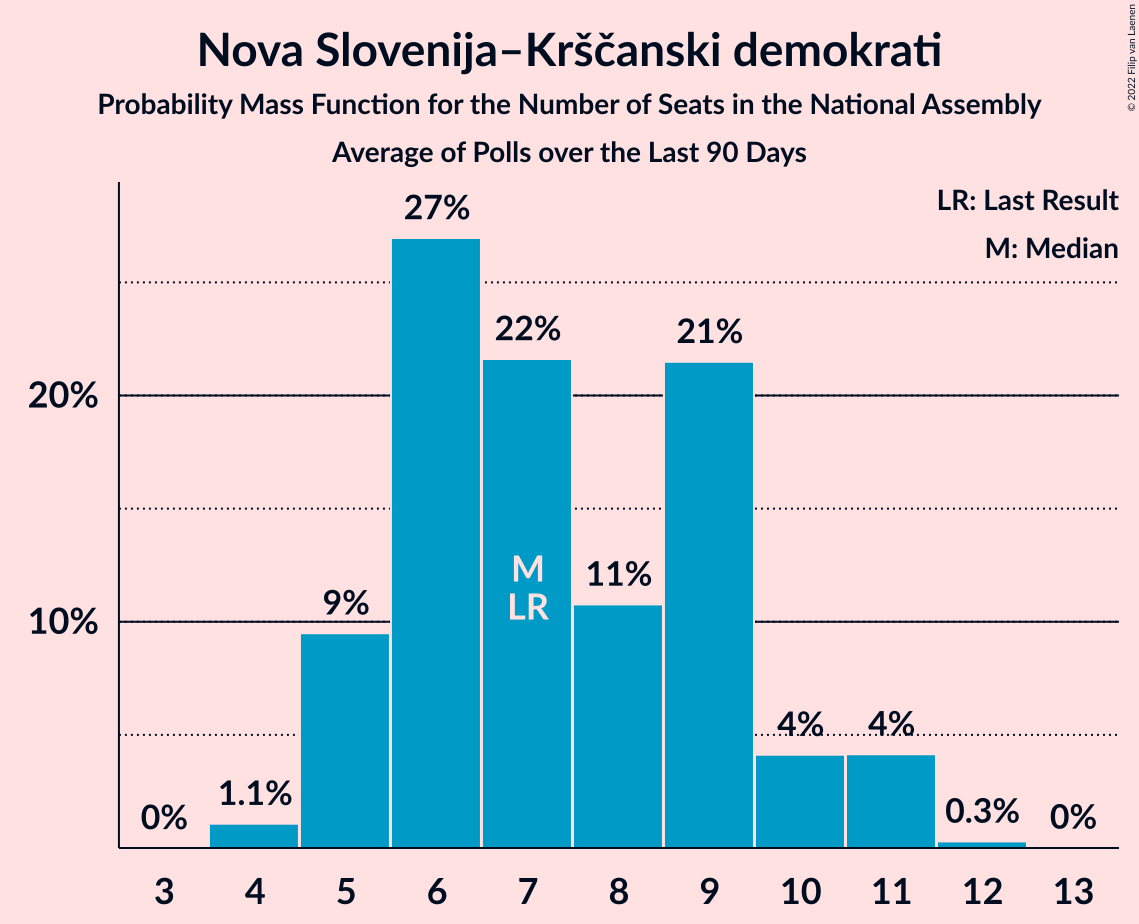 Nova Slovenija–Krščanski demokrati
Probability Mass Function for the Number of Seats in the National Assembly
Average of Polls over the Last 90 Days
© 2022 Filip van Laenen
LR: Last Result
M: Median
27%
22%
21%
20%
11%
M
LR
9%
10%
4%
4%
1.1%
0.3%
0%
0%
3 4 5 6 7 8 9 10 11 12 13